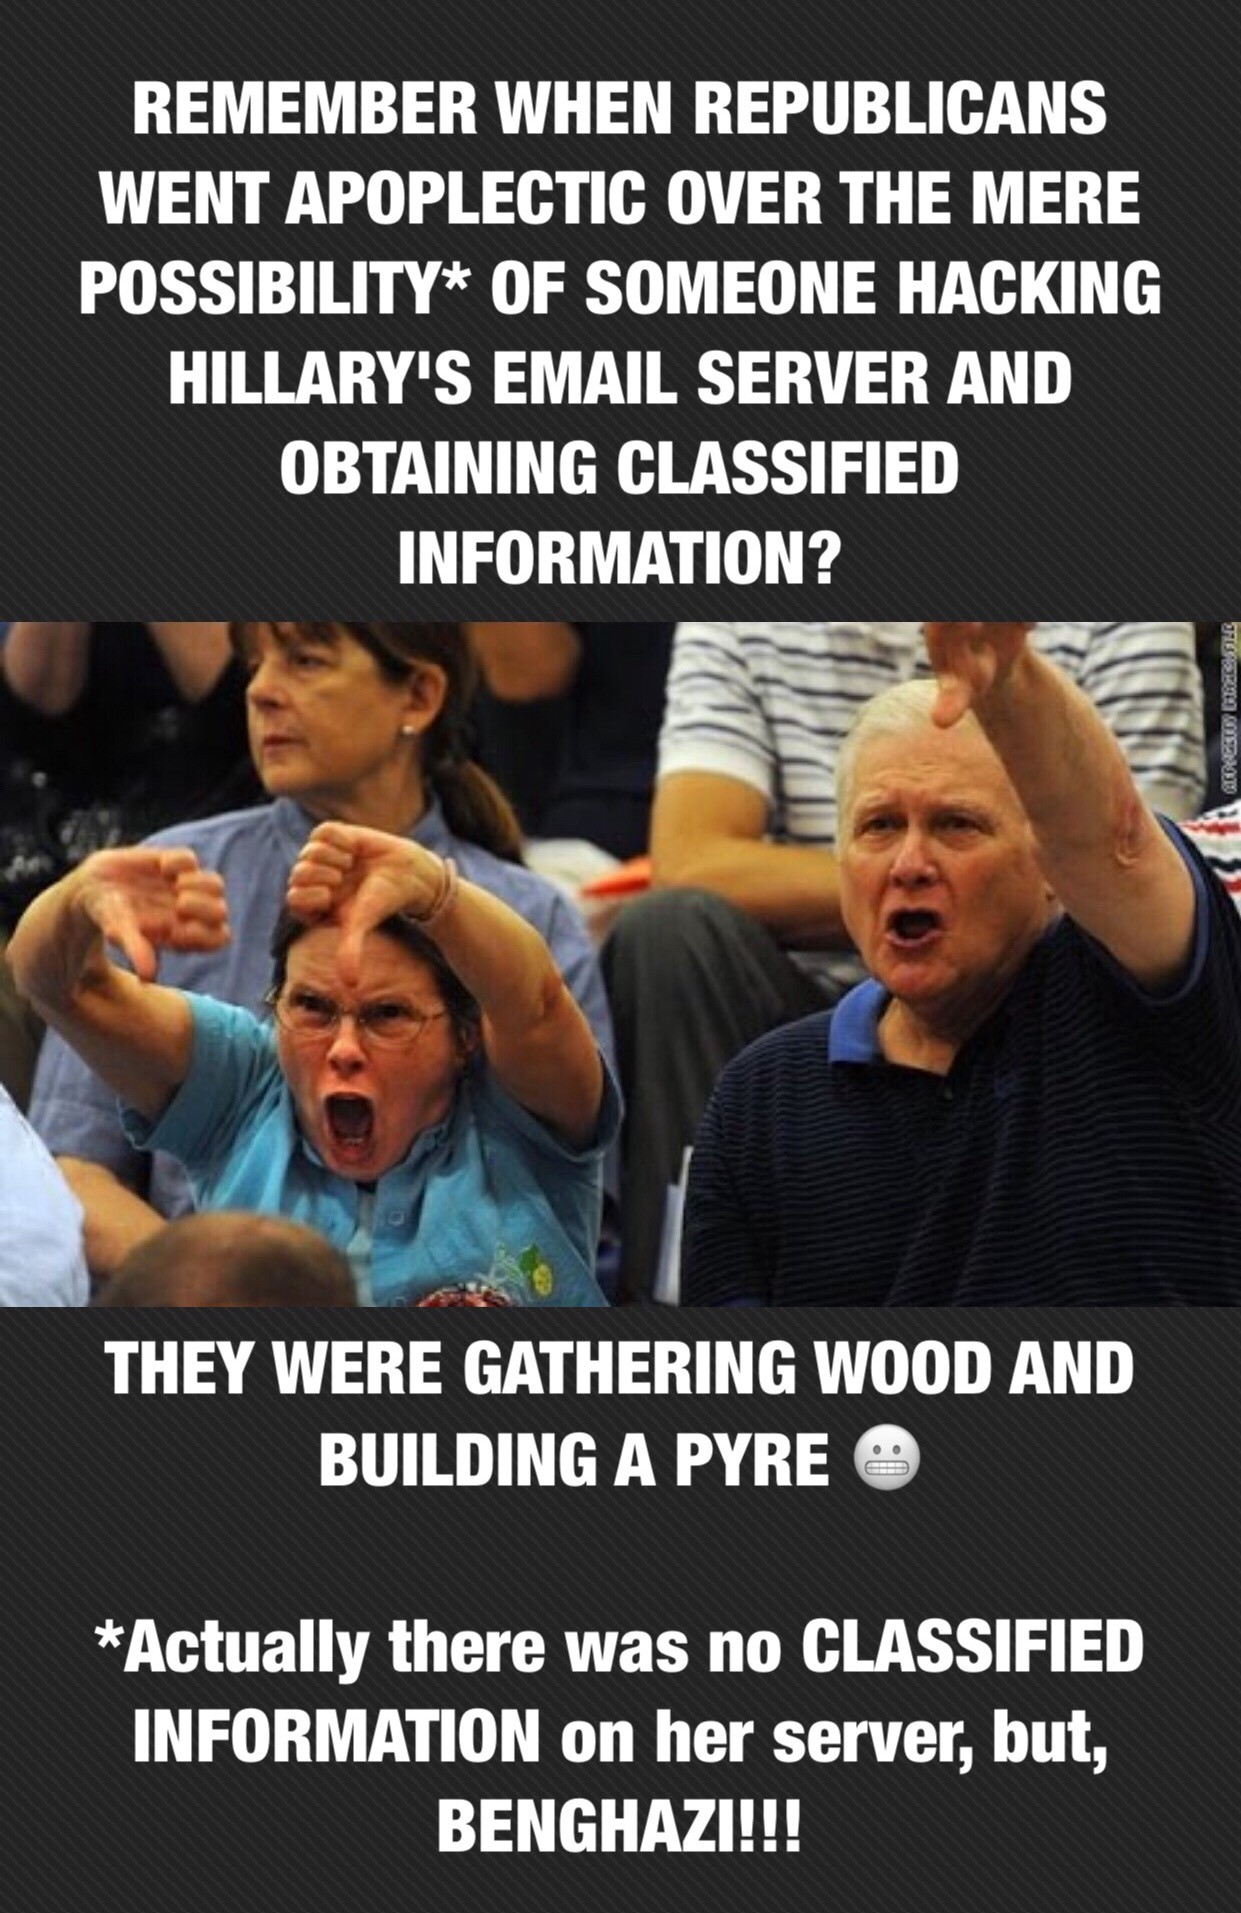 REMEMBER WHEN REPUBLICANS
WENT APOPLECTIC OVER THE MERE
POSSIBILITY* OF SOMEONE HACKING
HILLARY'S EMAIL SERVER AND
OBTAINING CLASSIFIED
INFORMATION?
THEY WERE GATHERING WOOD AND
BUILDING A PYRE 😬
*Actually there was no CLASSIFIED
INFORMATION on her server, but,
BENGHAZI!!!